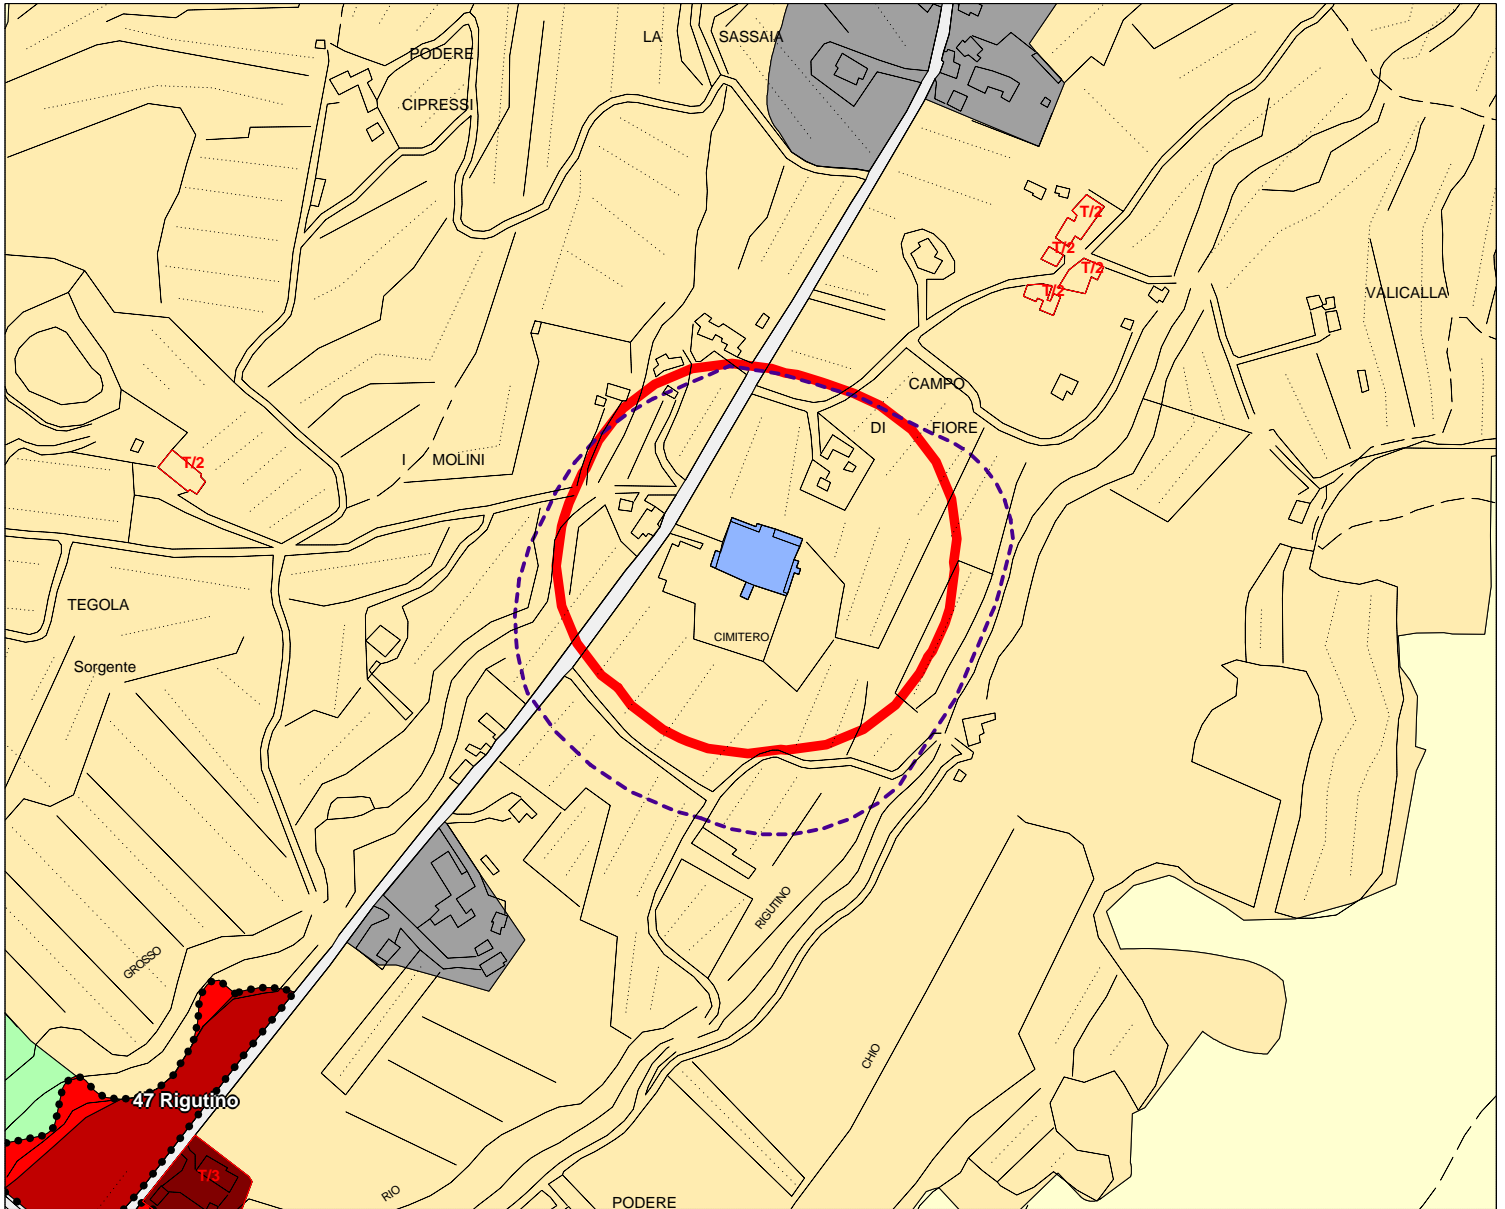 LA SASSAIA
PODERE
CIPRESSI
T/2
T/2
T/2
T/2
VALICALLA
CAMPO
DI FIORE
I MOLINI
T/2
TEGOLA
CIMITERO
Sorgente
RIGUTINO
GROSSO
CHIO
47 Rigutino
T/3
RIO
PODERE